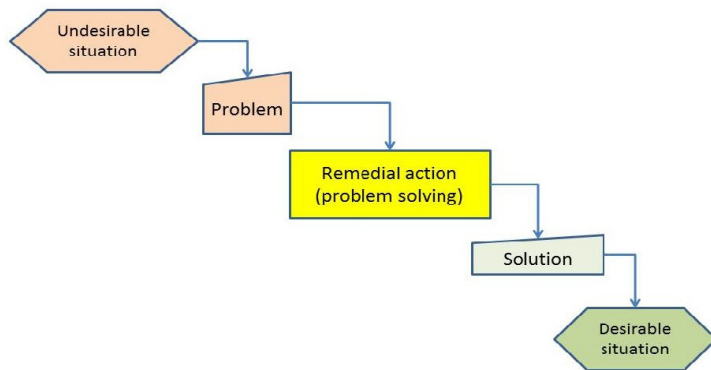 Undesirable
situation
Problem
Remedial action
(problem solving)
Solution
Desirable
situation